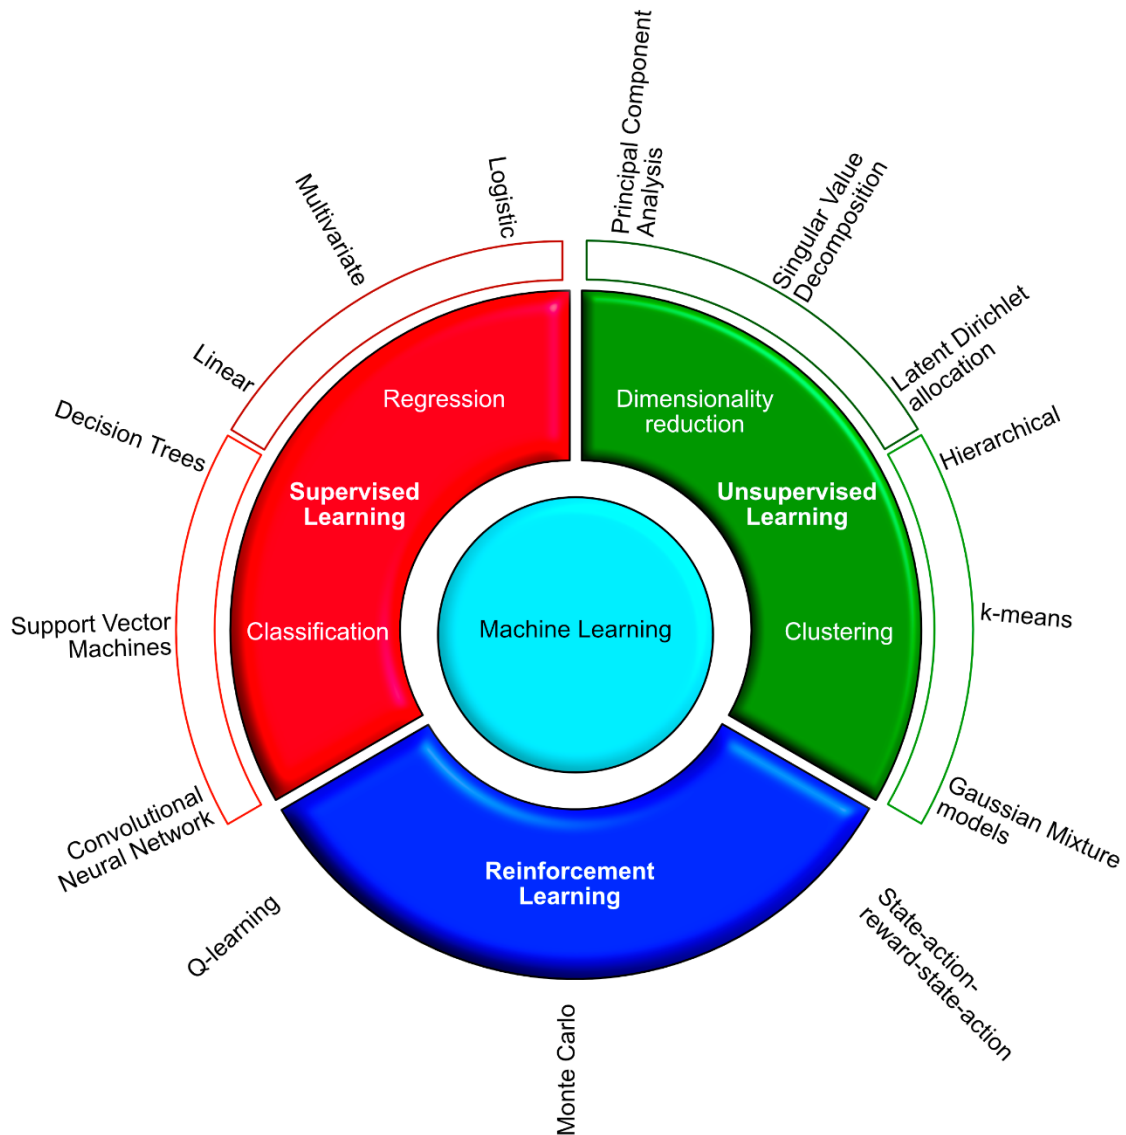 Principal Component
Analysis
Singular Value
Decomposition
Logistic
Multivariate
Latent Dirichlet
allocation
Linear
Decision Trees
Hierarchical
Regression
Dimensionality
reduction
Supervised
Learning
Unsupervised
Learning
Support Vector
Machines
Classification
Machine Learning
Clustering
k-means
Convolutional
Neural Network
Gaussian Mixture
models
Reinforcement
Learning
Q-learning
State-action-
reward-state-action
Monte Carlo